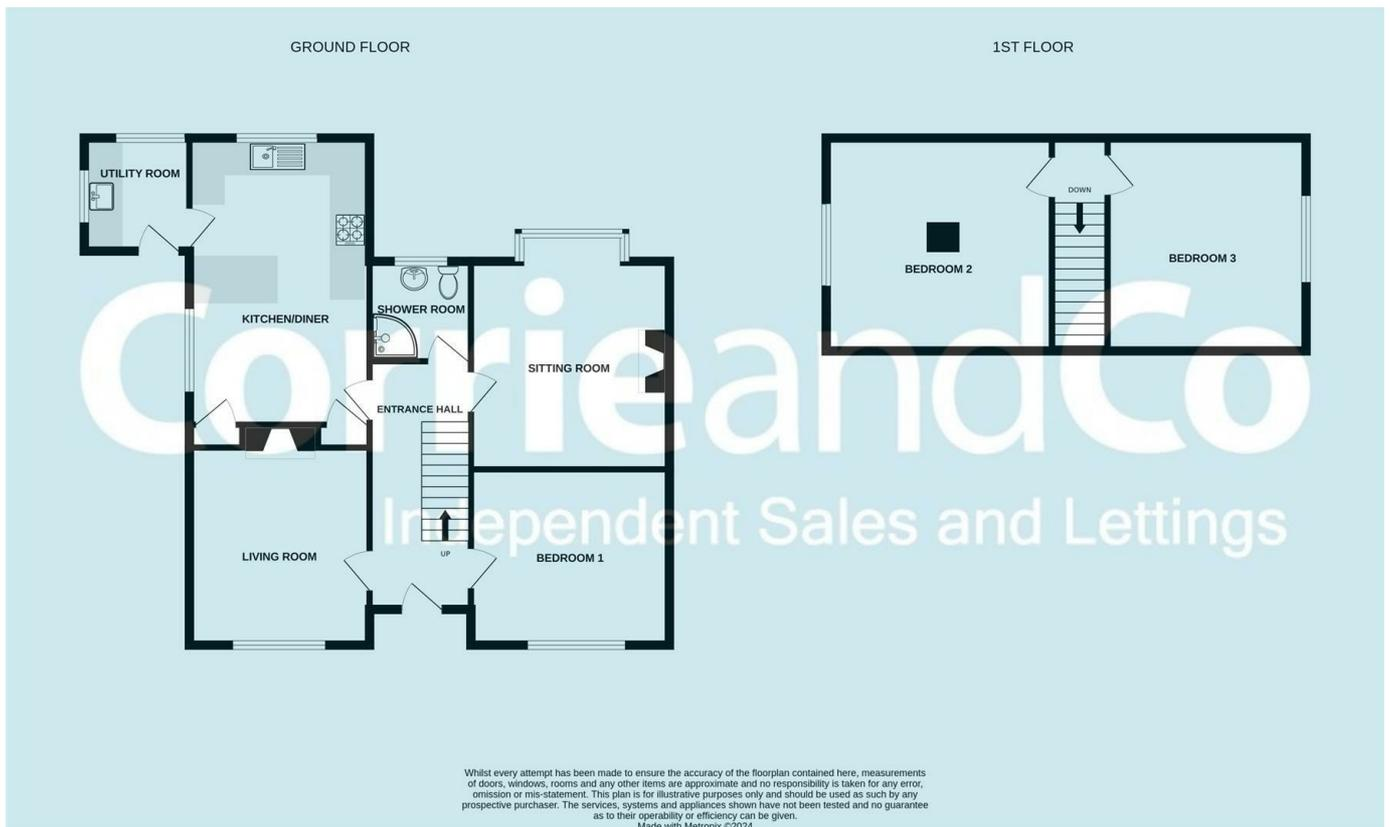 GROUND FLOOR
1ST FLOOR
UTILITY ROOM
DOWN
BEDROOM 2
BEDROOM 3
SHOWER ROOM
KITCHEN/DINER
SITTING ROOM
ENTRANCE HALL
CorrieandCo
Independent Sales and Lettings
UP
LIVING ROOM
BEDROOM 1
Whilst every attempt has been made to ensure the accuracy of the floorplan contained here, measurements
of doors, windows, rooms and any other items are approximate and no responsibility is taken for any error,
omission or mis-statement. This plan is for illustrative purposes only and should be used as such by any
prospective purchaser. The services, systems and appliances shown have not been tested and no guarantee
as to their operability or efficiency can be given.
Made with Metropix ©2024